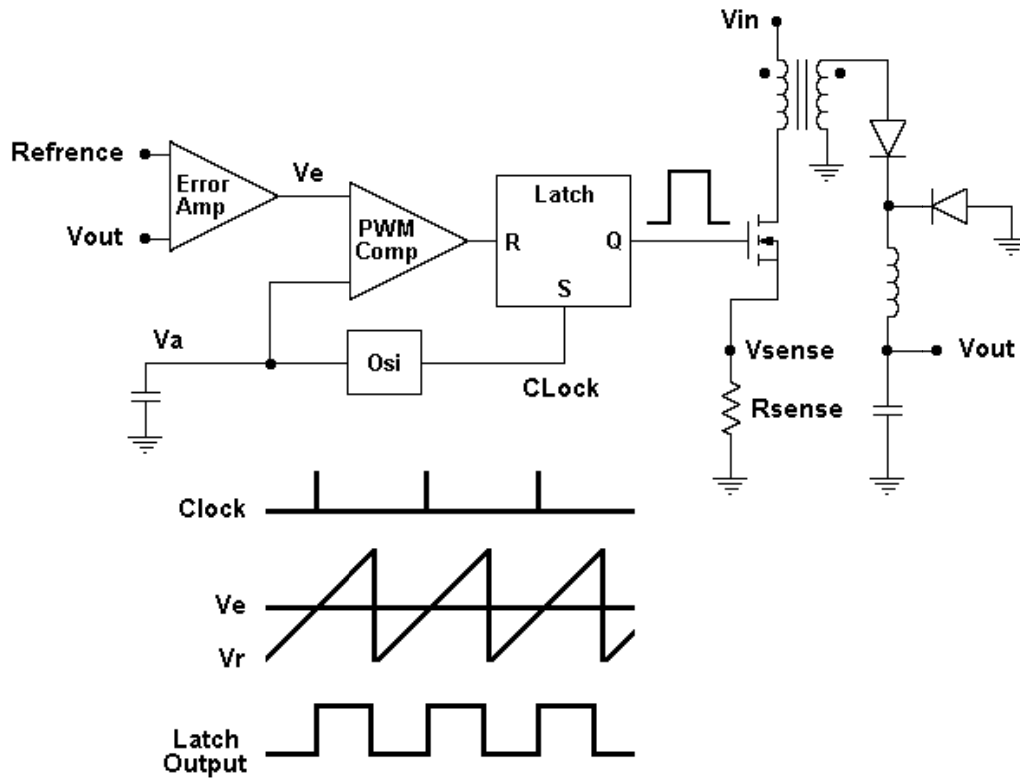 Vin
Refrence
Error
Amp
Ve
Vout
PWM
Comp
Latch
R
Q
S
Va
Osi
CLock
Vsense
Vout
Rsense
Clock
Ve
Vr
Latch
Output